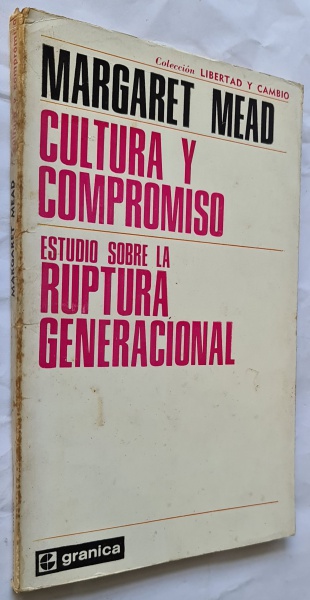 Colección LIBERTAD Y CAMBIO
MARGARET MEAD
CULTURA Y
COMPROMISO
ESTUDIO SOBRE LA
RUPTURA
GENERACIONAL
granica
MARGARET MEAD